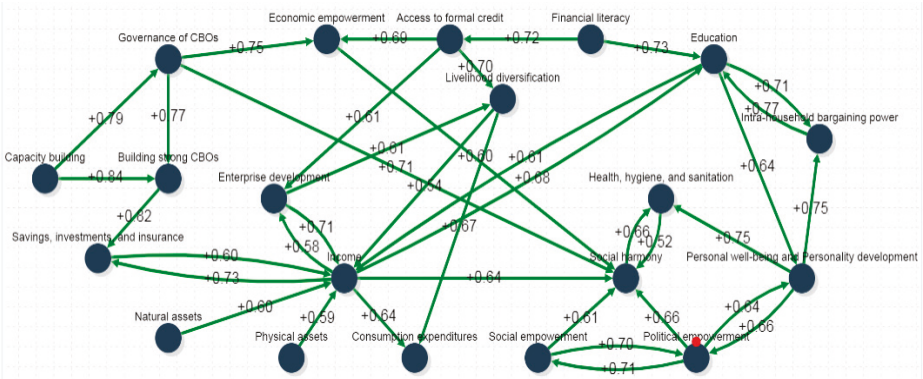 Economic empowerment
Access to formal credit
Financial literacy
Governance of CBOs
Education
+0.75
+0.69
+0.72
+0.73
+0.70
Livelihood diversification
+0.71
+0.77
Intra-household bargaining power
+0.79
+0.77
+0.61
+0.61
+0.60
+0.61
Capacity building
Building strong CBOs
+0.84
Enterprise development
+0.71
+0.54
+0.68
Health, hygiene, and sanitation
+0.64
+0.82
+0.71
+0.67
+0.75
Savings, investments, and insurance
+0.58
+0.66
+0.52
+0.75
+0.60
Income
Social harmony
Personal well-being and Personality development
+0.73
+0.64
+0.60
+0.59
+0.64
+0.61
+0.66
+0.64
+0.66
Natural assets
Physical assets
Consumption expenditures
Social empowerment
Political empowerment
+0.70
+0.71